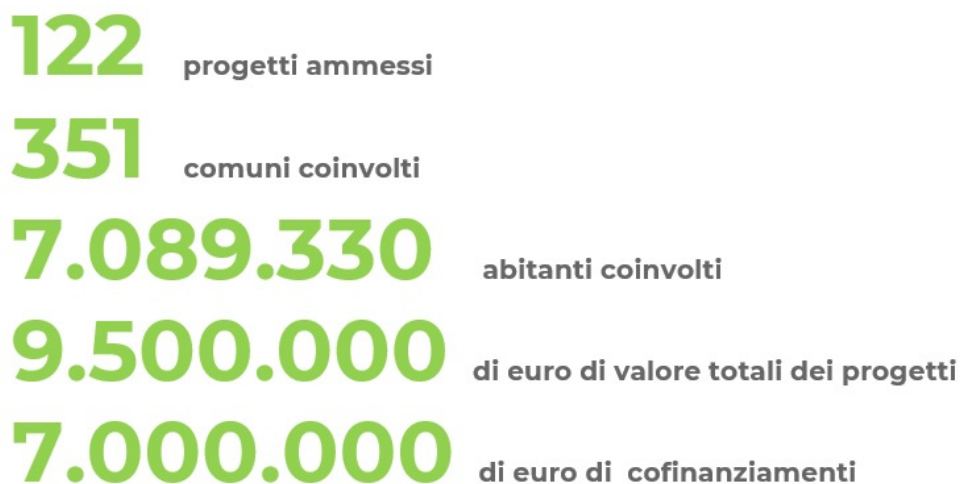 122 progetti ammessi
351 comuni coinvolti
7.089.330 abitanti coinvolti
9.500.000 di euro di valore totali dei progetti
7.000.000 di euro di cofinanziamenti